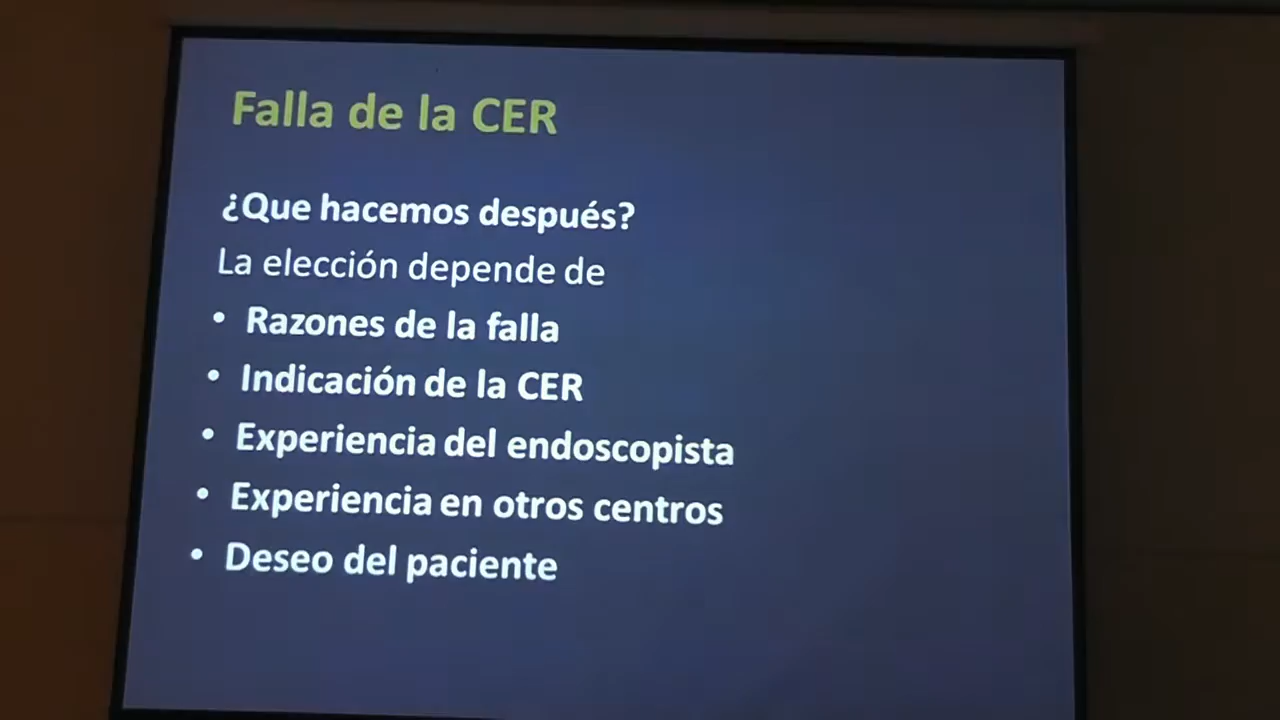 Falla de la CER
¿Que hacemos después?
La elección depende de
• Razones de la falla
• Indicación de la CER
• Experiencia del endoscopista
• Experiencia en otros centros
• Deseo del paciente